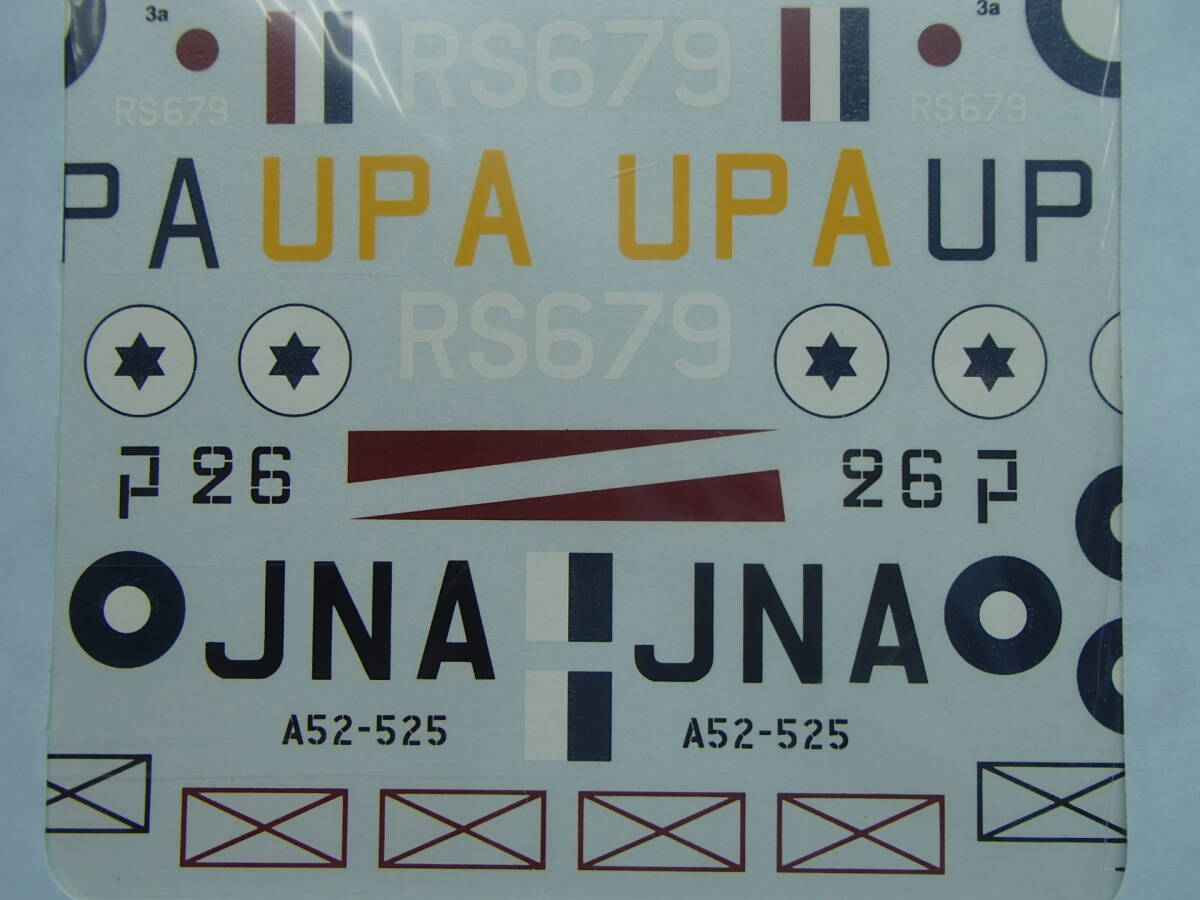 3a 3a
RS679
RS679 RS679
PA UPA UPA UP
RS679
26 26
JNA JNA
A52-525 A52-525